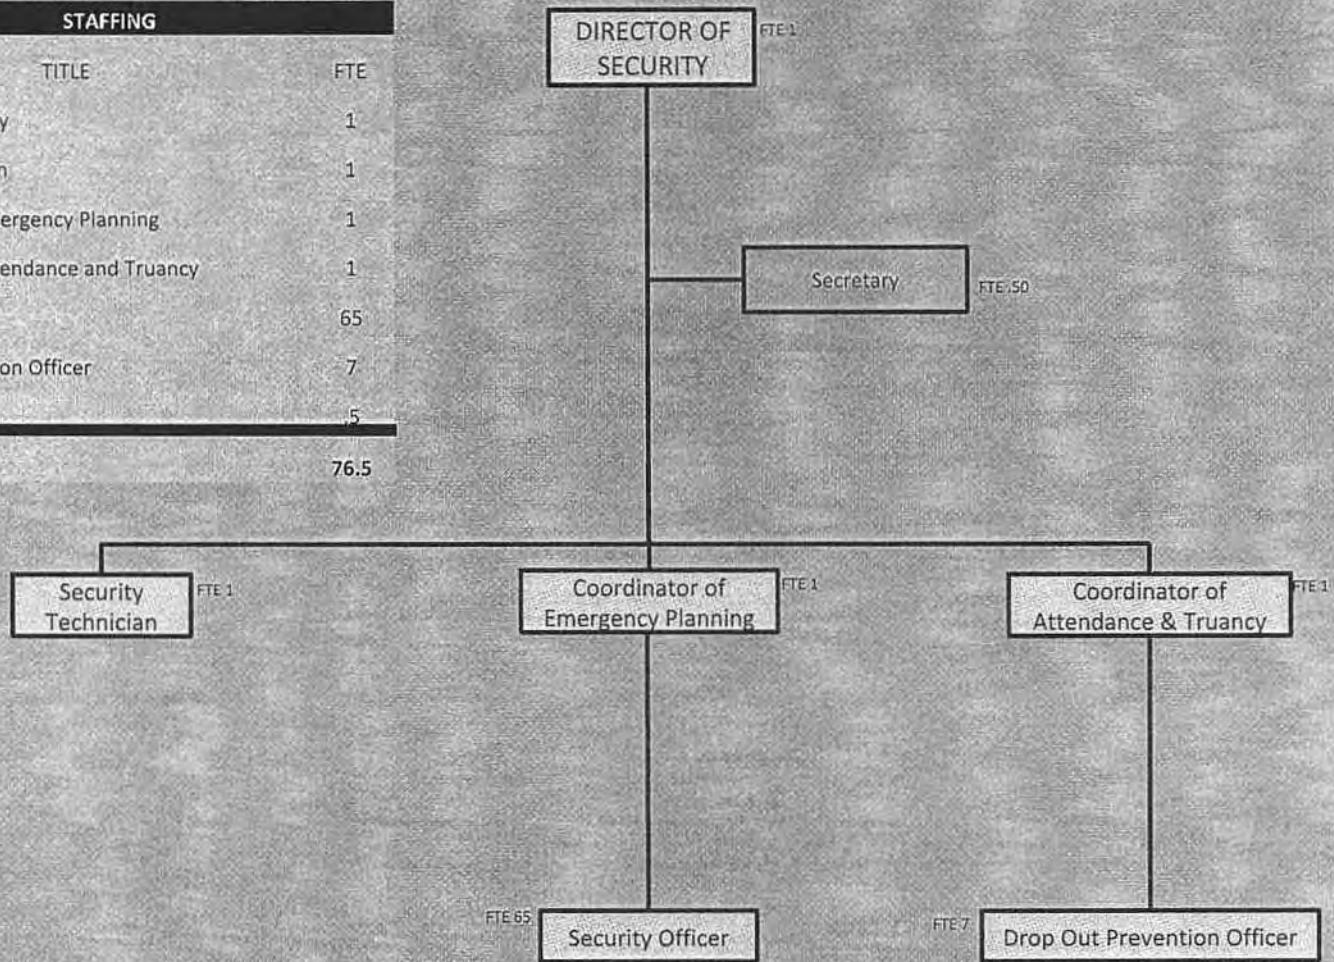 STAFFING
TITLE FTE
y 1
n 1
ergency Planning 1
endance and Truancy 1
65
on Officer 7
.5
76.5
DIRECTOR OF
SECURITY
FTE 1
Secretary
FTE .50
Security
Technician
FTE 1
Coordinator of
Emergency Planning
FTE 1
Coordinator of
Attendance & Truancy
FTE 1
FTE 65
Security Officer
FTE 7
Drop Out Prevention Officer